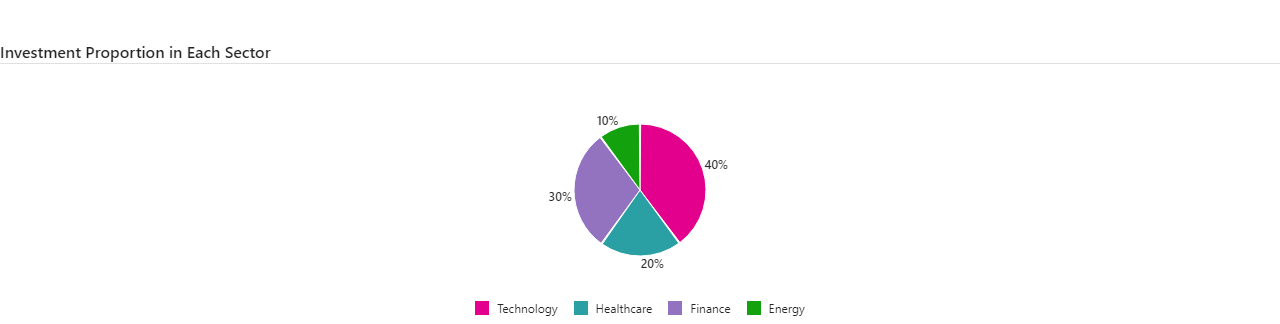 Investment Proportion in Each Sector
10%
40%
30%
20%
Technology Healthcare Finance Energy